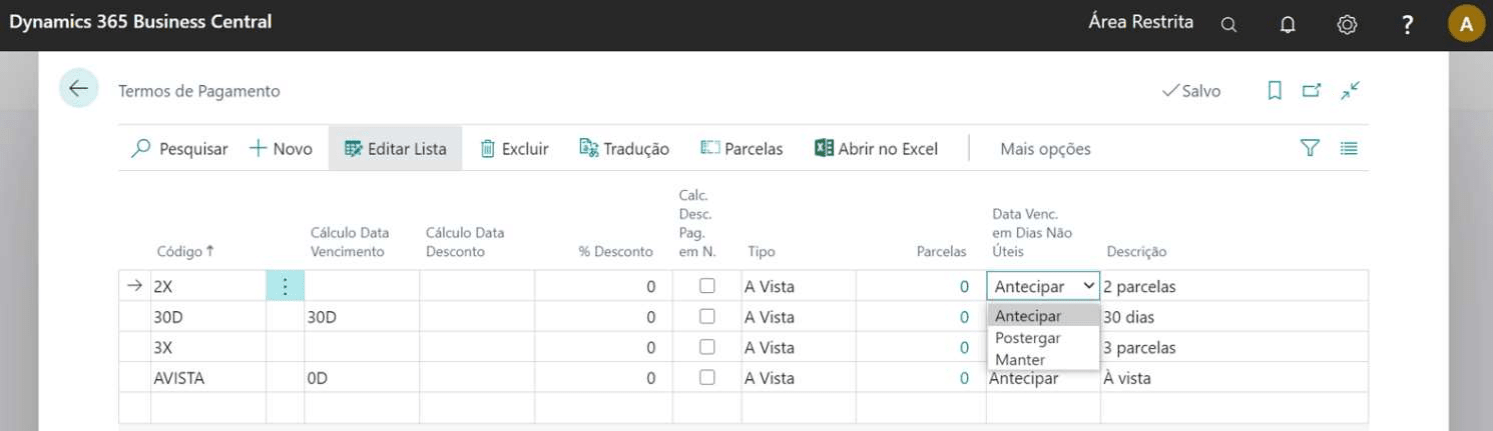 Dynamics 365 Business Central
Área Restrita
?
A
Termos de Pagamento
Salvo
Pesquisar
Novo
Editar Lista
Excluir
Tradução
Parcelas
Abrir no Excel
Mais opções
Código ↑
Cálculo Data
Vencimento
Cálculo Data
Desconto
% Desconto
Calc.
Desc.
Pag.
em N.
Tipo
Parcelas
Data Venc.
em Dias Não
Úteis
Descrição
→ 2X 0 A Vista 0 Antecipar 2 parcelas
30D 30D 0 A Vista 0 Antecipar 30 dias
Postergar
3X 0 A Vista 0 3 parcelas
Manter
AVISTA 0D 0 A Vista 0 Antecipar À vista